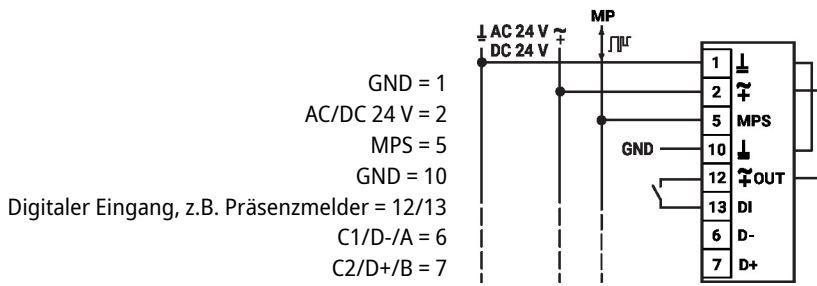 MP
⊥ AC 24 V ~
DC 24 V +
GND = 1
AC/DC 24 V = 2
MPS = 5
GND = 10
Digitaler Eingang, z.B. Präsenzmelder = 12/13
C1/D-/A = 6
C2/D+/B = 7
GND
1 ⊥
2 ~+
5 MPS
10 ⊥
12 ~+ OUT
13 DI
6 D-
7 D+